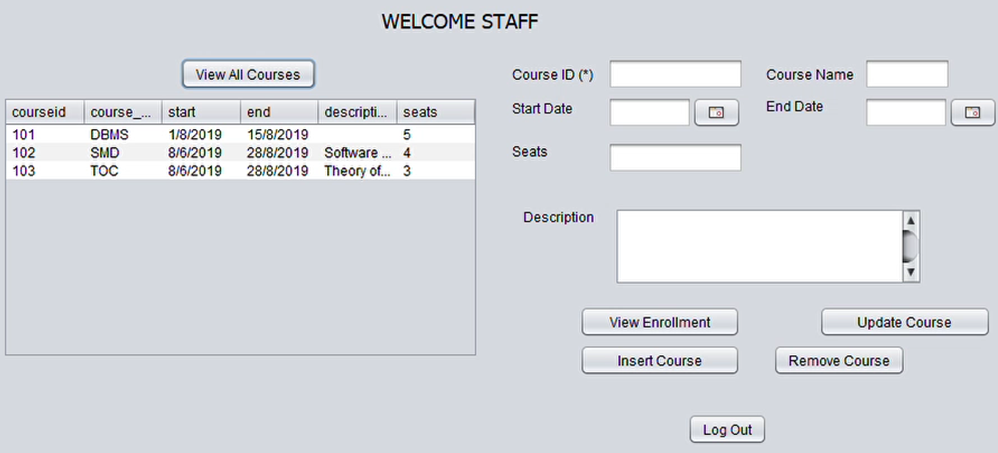 WELCOME STAFF
View All Courses
courseid course_... start end descripti... seats
101 DBMS 1/8/2019 15/8/2019 5
102 SMD 8/6/2019 28/8/2019 Software ... 4
103 TOC 8/6/2019 28/8/2019 Theory of... 3
Course ID (*) Course Name
Start Date End Date
Seats
Description
View Enrollment Update Course
Insert Course Remove Course
Log Out